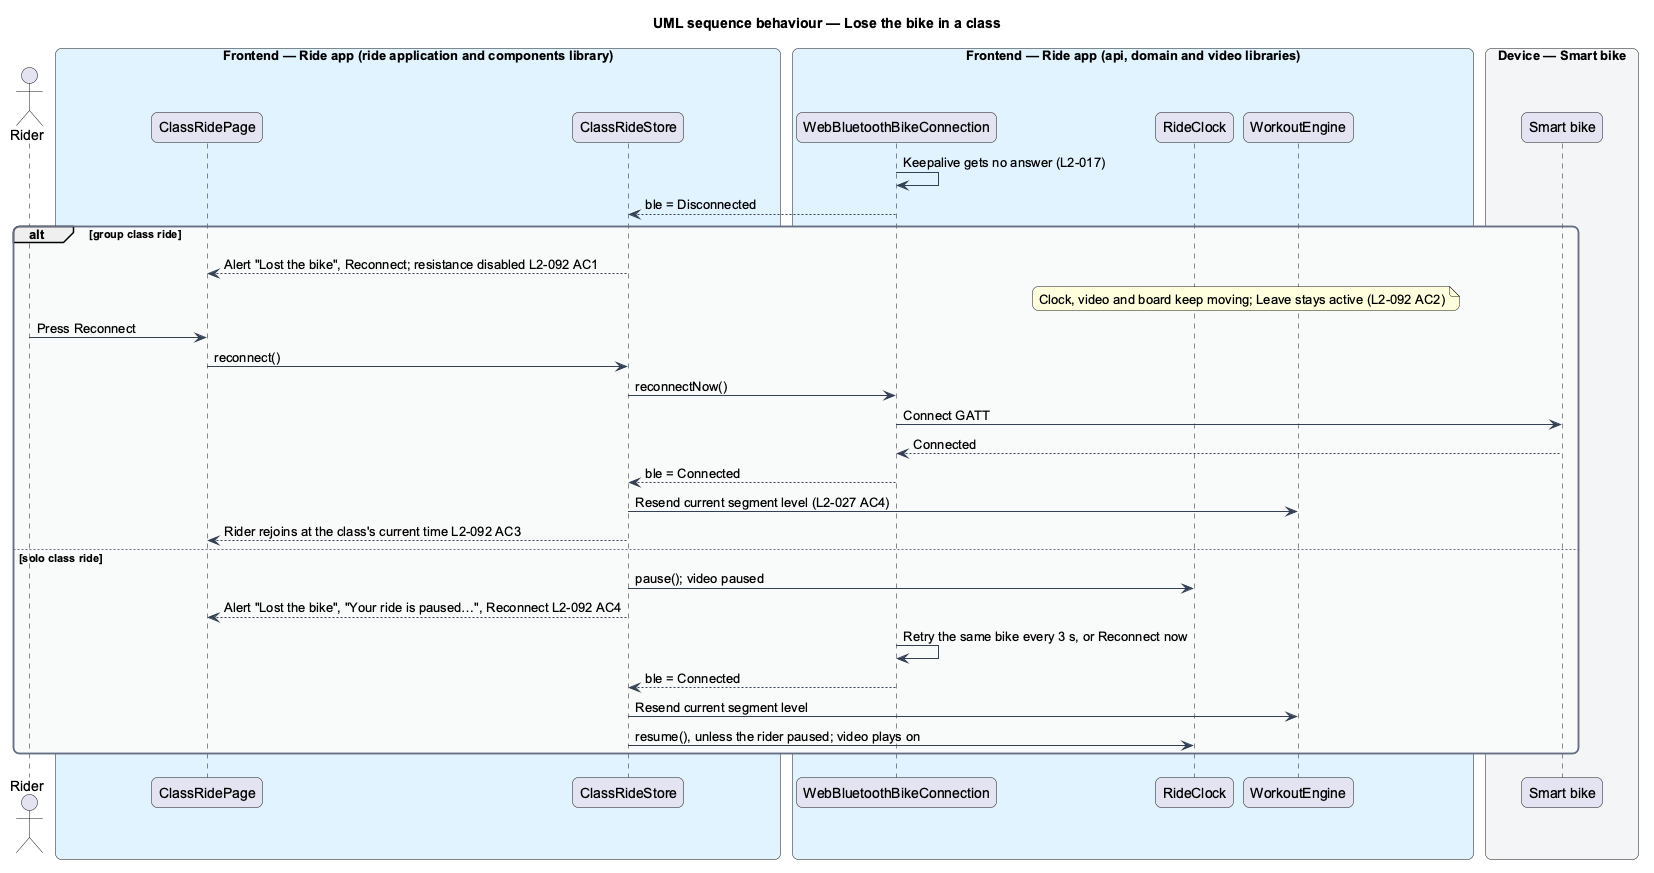 UML sequence behaviour — Lose the bike in a class
Frontend — Ride app (ride application and components library)
Frontend — Ride app (api, domain and video libraries)
Device — Smart bike
Rider
ClassRidePage
ClassRideStore
WebBluetoothBikeConnection
RideClock
WorkoutEngine
Smart bike
Keepalive gets no answer (L2-017)
ble = Disconnected
alt
[group class ride]
Alert "Lost the bike", Reconnect; resistance disabled L2-092 AC1
Clock, video and board keep moving; Leave stays active (L2-092 AC2)
Press Reconnect
reconnect()
reconnectNow()
Connect GATT
Connected
ble = Connected
Resend current segment level (L2-027 AC4)
Rider rejoins at the class's current time L2-092 AC3
[solo class ride]
pause(); video paused
Alert "Lost the bike", "Your ride is paused…", Reconnect L2-092 AC4
Retry the same bike every 3 s, or Reconnect now
ble = Connected
Resend current segment level
resume(), unless the rider paused; video plays on
Rider
ClassRidePage
ClassRideStore
WebBluetoothBikeConnection
RideClock
WorkoutEngine
Smart bike